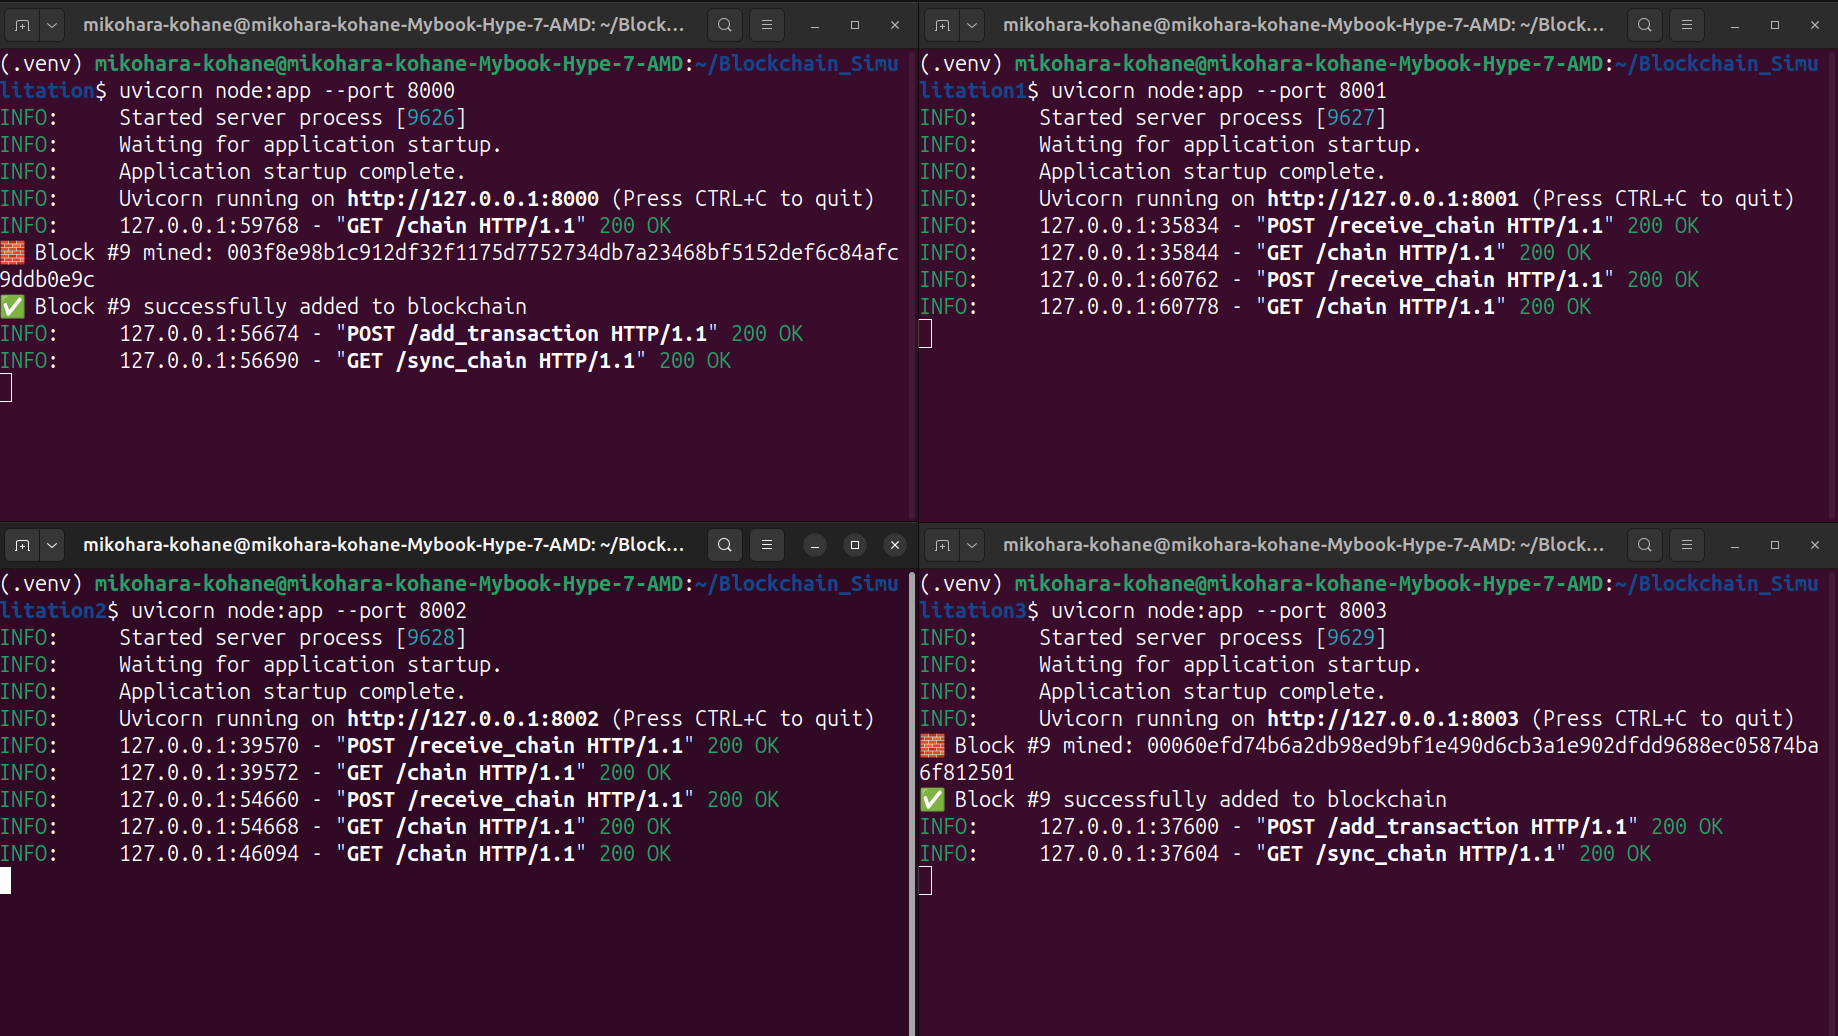 mikohara-kohane@mikohara-kohane-Mybook-Hype-7-AMD: ~/Block...
(.venv) mikohara-kohane@mikohara-kohane-Mybook-Hype-7-AMD:~/Blockchain_Simu
litation$ uvicorn node:app --port 8000
INFO:     Started server process [9626]
INFO:     Waiting for application startup.
INFO:     Application startup complete.
INFO:     Uvicorn running on http://127.0.0.1:8000 (Press CTRL+C to quit)
INFO:     127.0.0.1:59768 - "GET /chain HTTP/1.1" 200 OK
🧱 Block #9 mined: 003f8e98b1c912df32f1175d7752734db7a23468bf5152def6c84afc
9ddb0e9c
✅ Block #9 successfully added to blockchain
INFO:     127.0.0.1:56674 - "POST /add_transaction HTTP/1.1" 200 OK
INFO:     127.0.0.1:56690 - "GET /sync_chain HTTP/1.1" 200 OK
mikohara-kohane@mikohara-kohane-Mybook-Hype-7-AMD: ~/Block...
(.venv) mikohara-kohane@mikohara-kohane-Mybook-Hype-7-AMD:~/Blockchain_Simu
litation1$ uvicorn node:app --port 8001
INFO:     Started server process [9627]
INFO:     Waiting for application startup.
INFO:     Application startup complete.
INFO:     Uvicorn running on http://127.0.0.1:8001 (Press CTRL+C to quit)
INFO:     127.0.0.1:35834 - "POST /receive_chain HTTP/1.1" 200 OK
INFO:     127.0.0.1:35844 - "GET /chain HTTP/1.1" 200 OK
INFO:     127.0.0.1:60762 - "POST /receive_chain HTTP/1.1" 200 OK
INFO:     127.0.0.1:60778 - "GET /chain HTTP/1.1" 200 OK
mikohara-kohane@mikohara-kohane-Mybook-Hype-7-AMD: ~/Block...
(.venv) mikohara-kohane@mikohara-kohane-Mybook-Hype-7-AMD:~/Blockchain_Simu
litation2$ uvicorn node:app --port 8002
INFO:     Started server process [9628]
INFO:     Waiting for application startup.
INFO:     Application startup complete.
INFO:     Uvicorn running on http://127.0.0.1:8002 (Press CTRL+C to quit)
INFO:     127.0.0.1:39570 - "POST /receive_chain HTTP/1.1" 200 OK
INFO:     127.0.0.1:39572 - "GET /chain HTTP/1.1" 200 OK
INFO:     127.0.0.1:54660 - "POST /receive_chain HTTP/1.1" 200 OK
INFO:     127.0.0.1:54668 - "GET /chain HTTP/1.1" 200 OK
INFO:     127.0.0.1:46094 - "GET /chain HTTP/1.1" 200 OK
mikohara-kohane@mikohara-kohane-Mybook-Hype-7-AMD: ~/Block...
(.venv) mikohara-kohane@mikohara-kohane-Mybook-Hype-7-AMD:~/Blockchain_Simu
litation3$ uvicorn node:app --port 8003
INFO:     Started server process [9629]
INFO:     Waiting for application startup.
INFO:     Application startup complete.
INFO:     Uvicorn running on http://127.0.0.1:8003 (Press CTRL+C to quit)
🧱 Block #9 mined: 00060efd74b6a2db98ed9bf1e490d6cb3a1e902dfdd9688ec05874ba
6f812501
✅ Block #9 successfully added to blockchain
INFO:     127.0.0.1:37600 - "POST /add_transaction HTTP/1.1" 200 OK
INFO:     127.0.0.1:37604 - "GET /sync_chain HTTP/1.1" 200 OK